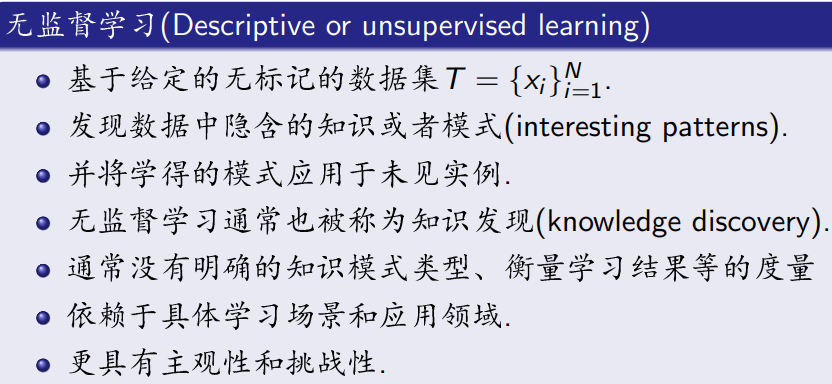 无监督学习(Descriptive or unsupervised learning)
基于给定的无标记的数据集T = {xᵢ}ᵢ₌₁ᴺ.
发现数据中隐含的知识或者模式(interesting patterns).
并将学得的模式应用于未见实例.
无监督学习通常也被称为知识发现(knowledge discovery).
通常没有明确的知识模式类型、衡量学习结果等的度量
依赖于具体学习场景和应用领域.
更具有主观性和挑战性.